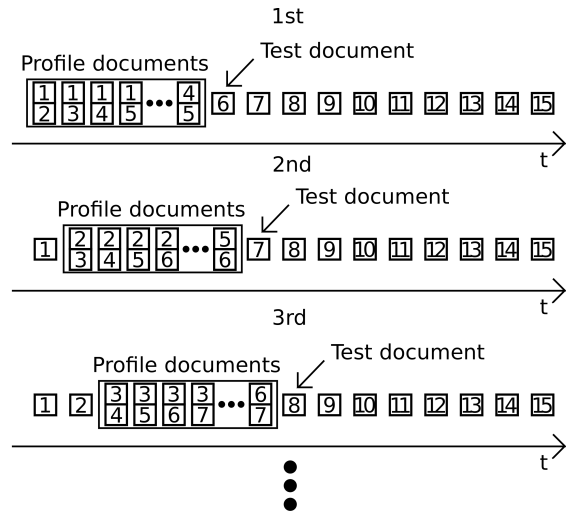 1st
Test document
Profile documents
1 1 1 1 ••• 4
2 3 4 5 5
6 7 8 9 10 11 12 13 14 15
t
2nd
Test document
Profile documents
2 2 2 2 ••• 5
3 4 5 6 6
1 7 8 9 10 11 12 13 14 15
t
3rd
Test document
Profile documents
3 3 3 3 ••• 6
4 5 6 7 7
1 2 8 9 10 11 12 13 14 15
t